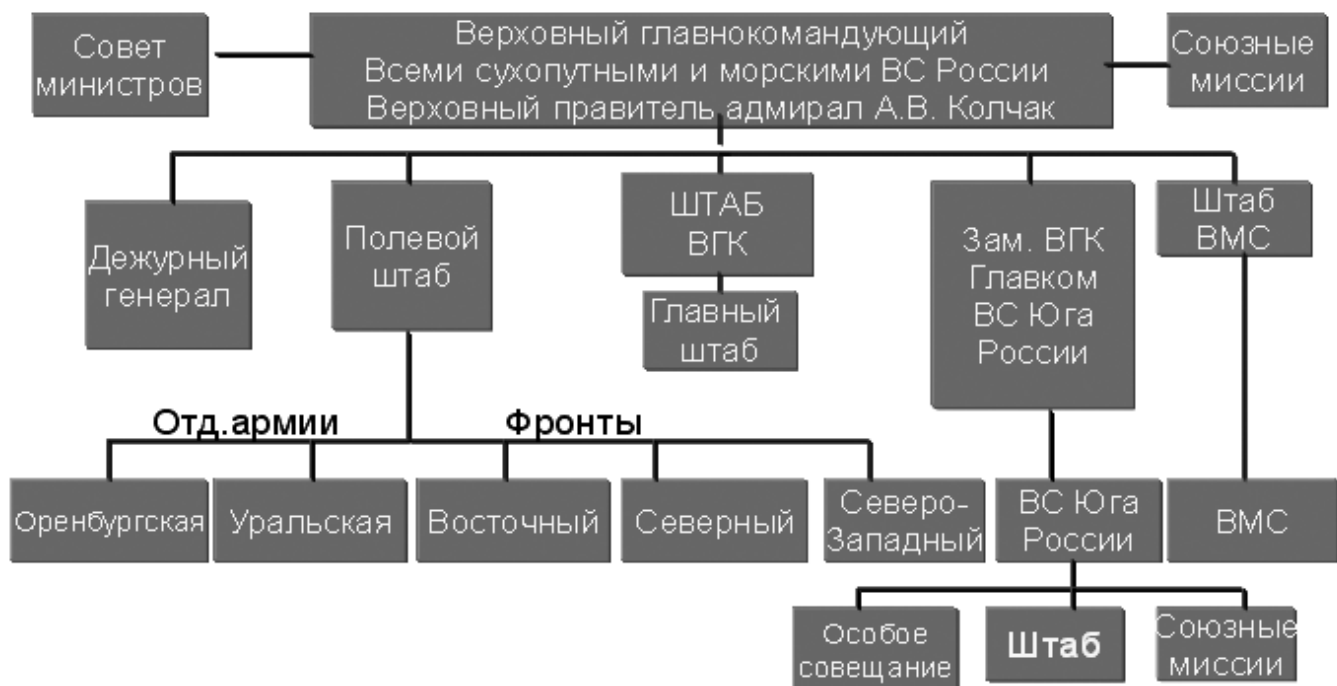 Совет
министров
Верховный главнокомандующий
Всеми сухопутными и морскими ВС России
Верховный правитель адмирал А.В. Колчак
Союзные
миссии
Дежурный
генерал
Полевой
штаб
ШТАБ
ВГК
Главный
штаб
Зам. ВГК
Главком
ВС Юга
России
Штаб
ВМС
Отд.армии
Фронты
Оренбургская
Уральская
Восточный
Северный
Северо-
Западный
ВС Юга
России
ВМС
Особое
совещание
Штаб
Союзные
миссии